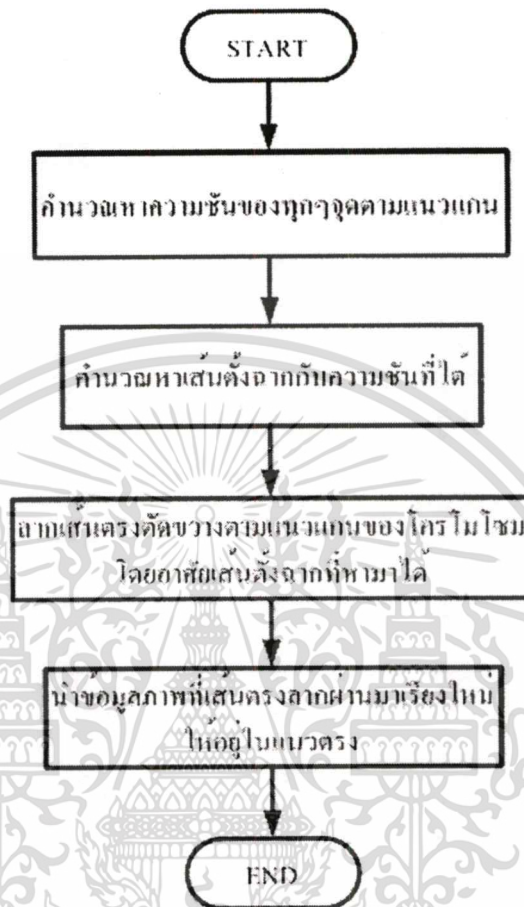 START
คำนวณหาความชันของทุกๆจุดตามแนวแกน
คำนวณหาเส้นตั้งฉากกับความชันที่ได้
ลากเส้นตรงตัดขวางตามแนวแกนของโครโมโซม
โดยอาศัยเส้นตั้งฉากที่หามาได้
นำข้อมูลภาพที่เส้นตรงลากผ่านมาเรียงใหม่
ให้อยู่ในแนวตรง
END